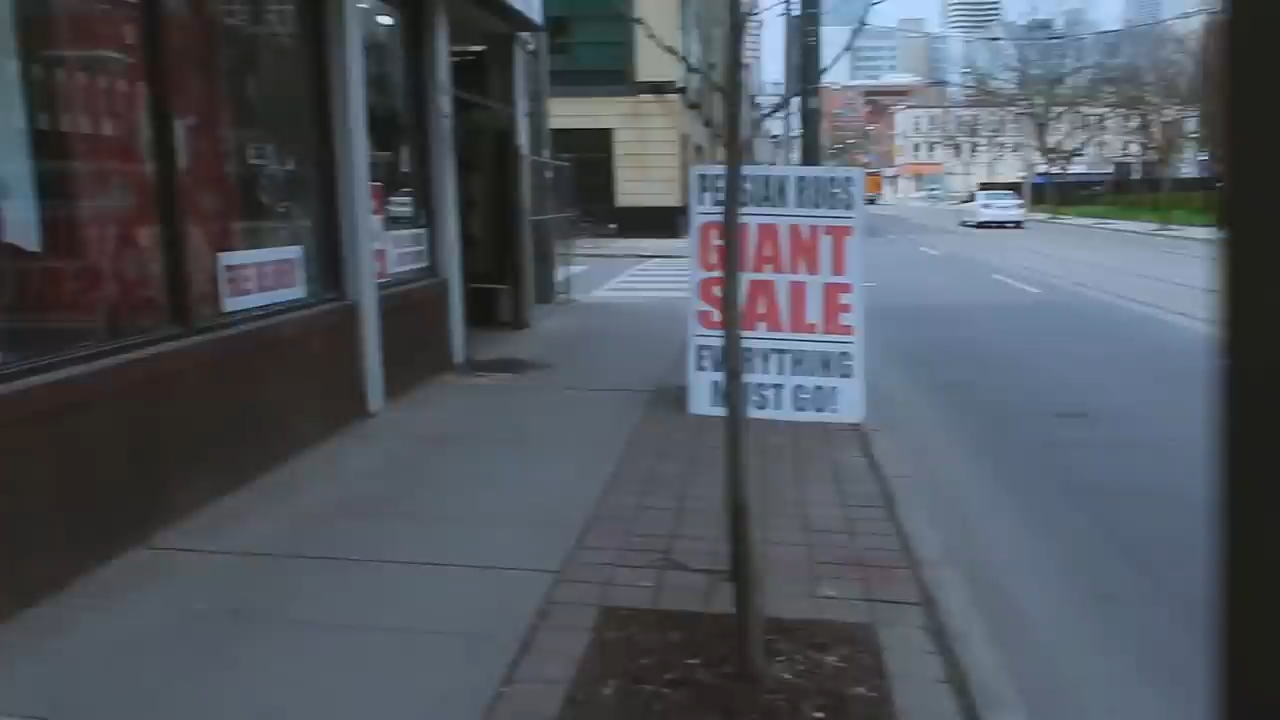 PERSIAN RUGS
GIANT
SALE
EVERYTHING
MUST GO!